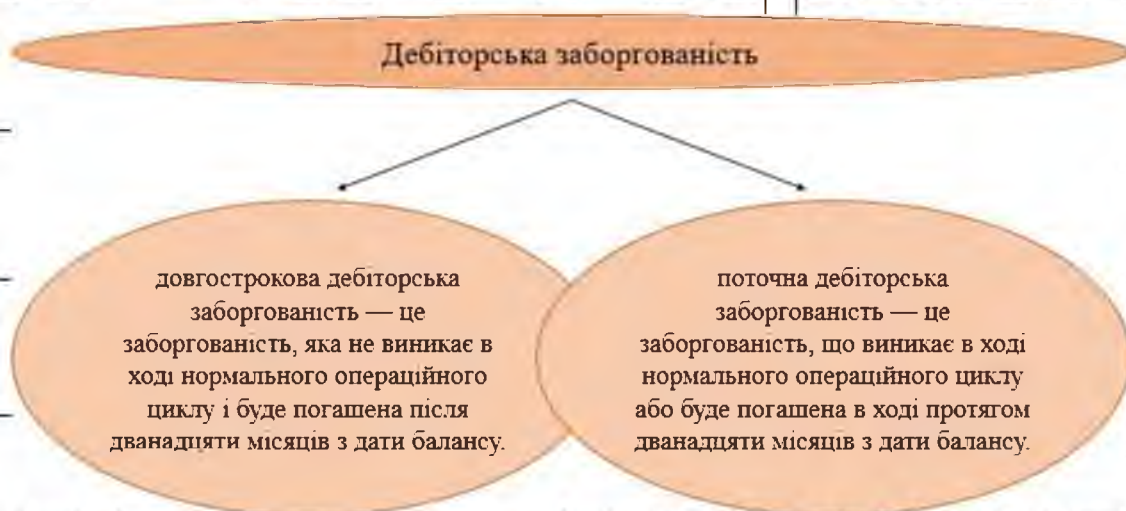 Дебіторська заборгованість
довгострокова дебіторська
заборгованість — це
заборгованість, яка не виникає в
ході нормального операційного
циклу і буде погашена після
дванадцяти місяців з дати балансу.
поточна дебіторська
заборгованість — це
заборгованість, що виникає в ході
нормального операційного циклу
або буде погашена в ході протягом
дванадцяти місяців з дати балансу.